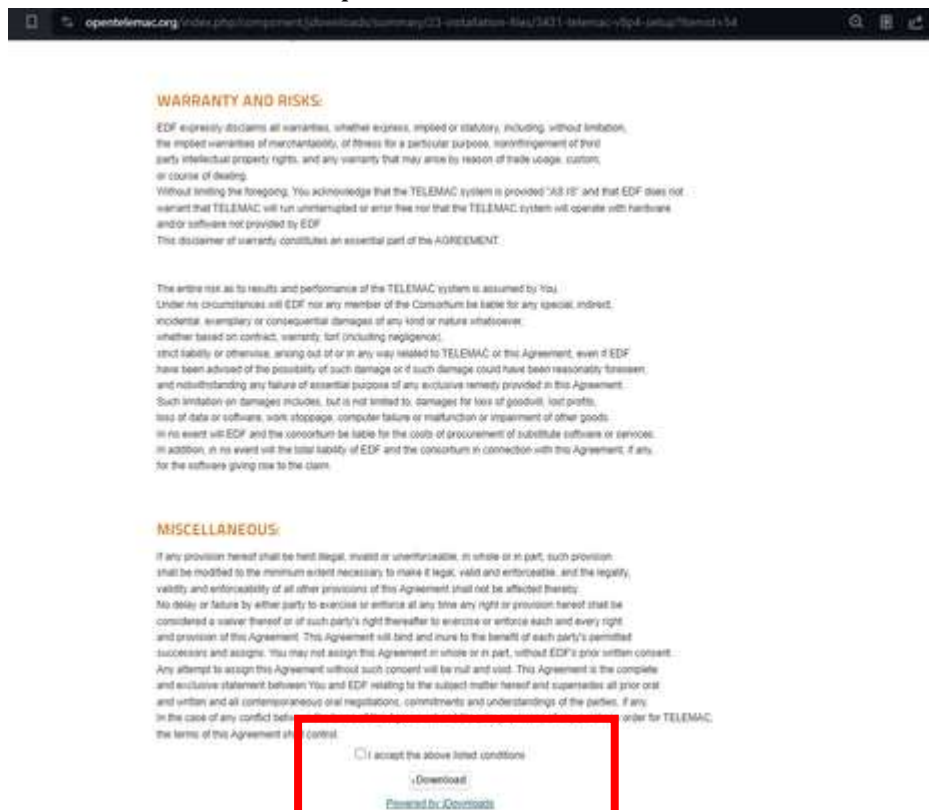 opentelemac.org/index.php/component/jdownloads/summary/23-installation-files/3431-telemac-v8p4-setup?Itemid=54
WARRANTY AND RISKS:
EDF expressly disclaims all warranties, whether express, implied or statutory, including, without limitation,
the implied warranties of merchantability, of fitness for a particular purpose, noninfringement of third
party intellectual property rights, and any warranty that may arise by reason of trade usage, custom,
or course of dealing.
Without limiting the foregoing, You acknowledge that the TELEMAC system is provided "AS IS" and that EDF does not
warrant that TELEMAC will run uninterrupted or error free nor that the TELEMAC system will operate with hardware
and/or software not provided by EDF
This disclaimer of warranty constitutes an essential part of the AGREEMENT.
The entire risk as to results and performance of the TELEMAC system is assumed by You.
Under no circumstances will EDF nor any member of the Consortium be liable for any special, indirect,
incidental, exemplary or consequential damages of any kind or nature whatsoever,
whether based on contract, warranty, tort (including negligence),
strict liability or otherwise, arising out of or in any way related to TELEMAC or this Agreement, even if EDF
have been advised of the possibility of such damage or if such damage could have been reasonably foreseen,
and notwithstanding any failure of essential purpose of any exclusive remedy provided in this Agreement.
Such limitation on damages includes, but is not limited to, damages for loss of goodwill, lost profits,
loss of data or software, work stoppage, computer failure or malfunction or impairment of other goods.
In no event will EDF and the consortium be liable for the costs of procurement of substitute software or services.
In addition, in no event will the total liability of EDF and the consortium in connection with this Agreement, if any,
for the software giving rise to the claim.
MISCELLANEOUS:
If any provision hereof shall be held illegal, invalid or unenforceable, in whole or in part, such provision
shall be modified to the minimum extent necessary to make it legal, valid and enforceable, and the legality,
validity and enforceability of all other provisions of this Agreement shall not be affected thereby.
No delay or failure by either party to exercise or enforce at any time any right or provision hereof shall be
considered a waiver thereof or of such party's right thereafter to exercise or enforce each and every right
and provision of this Agreement. This Agreement will bind and inure to the benefit of each party's permitted
successors and assigns. You may not assign this Agreement in whole or in part, without EDF's prior written consent.
Any attempt to assign this Agreement without such consent will be null and void. This Agreement is the complete
and exclusive statement between You and EDF relating to the subject matter hereof and supersedes all prior oral
and written and all contemporaneous oral negotiations, commitments and understandings of the parties, if any.
In the case of any conflict between order for TELEMAC,
the terms of this Agreement shall control.
I accept the above listed conditions
Download
Powered by jDownloads